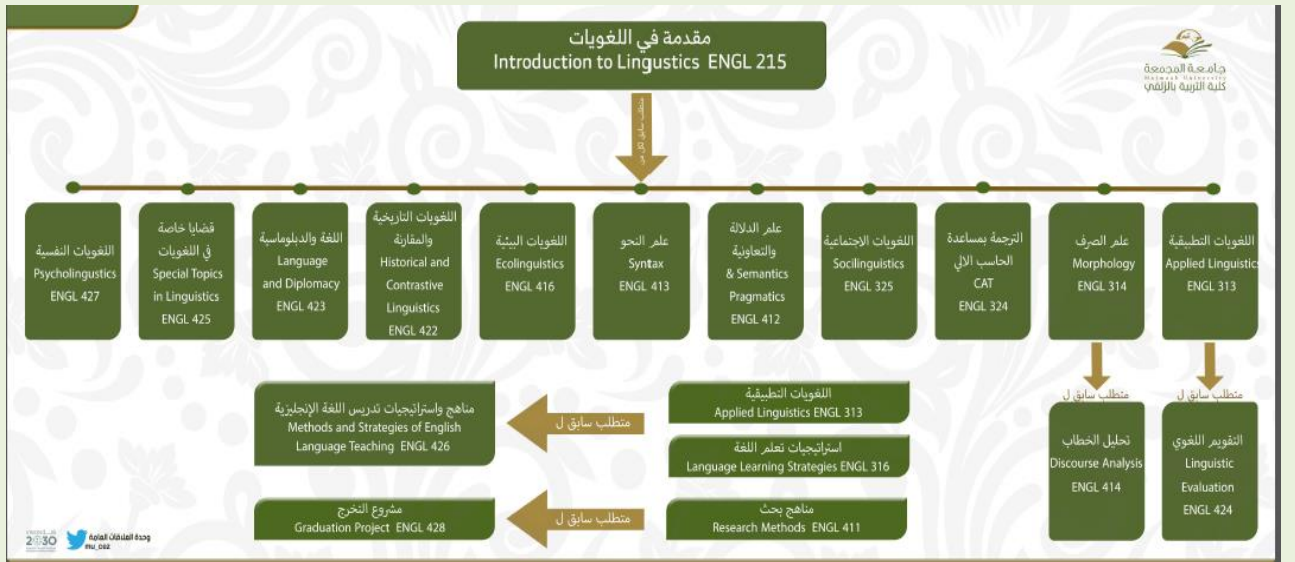 مقدمة في اللغويات
Introduction to Lingustics ENGL 215
جامعة المجمعة
Majmaah University
كلية التربية بالزلفي
متطلب سابق لكل من
اللغويات النفسية
Psycholingustics
ENGL 427
قضايا خاصة
في اللغويات
Special Topics
in Linguistics
ENGL 425
اللغة والدبلوماسية
Language
and Diplomacy
ENGL 423
اللغويات التاريخية
والمقارنة
Historical and
Contrastive
Linguistics
ENGL 422
اللغويات البيئية
Ecolinguistics
ENGL 416
علم النحو
Syntax
ENGL 413
علم الدلالة
والتعاونية
& Semantics
Pragmatics
ENGL 412
اللغويات الاجتماعية
Socilinguistics
ENGL 325
الترجمة بمساعدة
الحاسب الالي
CAT
ENGL 324
علم الصرف
Morphology
ENGL 314
اللغويات التطبيقية
Applied Linguistics
ENGL 313
متطلب سابق ل
متطلب سابق ل
تحليل الخطاب
Discourse Analysis
ENGL 414
التقويم اللغوي
Linguistic
Evaluation
ENGL 424
اللغويات التطبيقية
Applied Linguistics ENGL 313
استراتيجيات تعلم اللغة
Language Learning Strategies ENGL 316
متطلب سابق ل
مناهج واستراتيجيات تدريس اللغة الإنجليزية
Methods and Strategies of English
Language Teaching ENGL 426
مناهج بحث
Research Methods ENGL 411
متطلب سابق ل
مشروع التخرج
Graduation Project ENGL 428
2030
وحدة العلاقات العامة